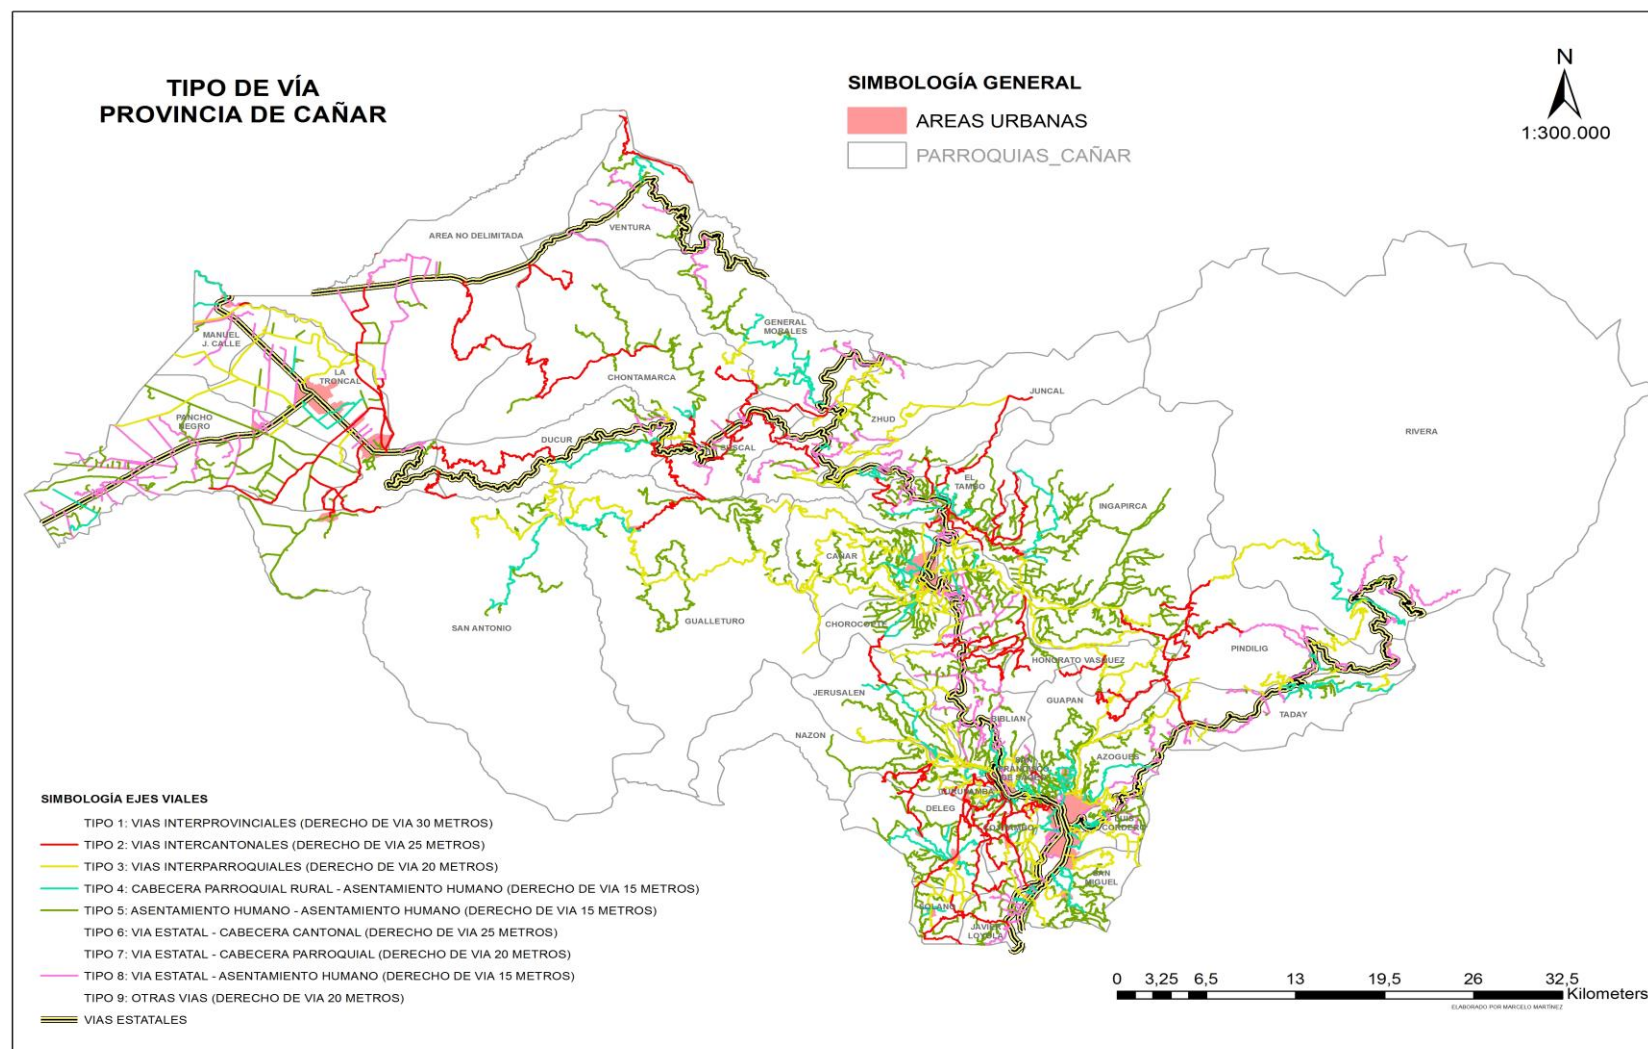 TIPO DE VÍA
PROVINCIA DE CAÑAR
SIMBOLOGÍA GENERAL
AREAS URBANAS
PARROQUIAS_CAÑAR
N
1:300.000
AREA NO DELIMITADA
VENTURA
GENERAL
MORALES
MANUEL
J. CALLE
LA
TRONCAL
CHONTAMARCA
JUNCAL
PANCHO
NEGRO
ZHUD
DUCUR
RIVERA
EL
TAMBO
INGAPIRCA
CAÑAR
SAN ANTONIO
GUALLETURO
CHOROCOPTE
PINDILIG
HONORATO VASQUEZ
JERUSALEN
GUAPAN
TADAY
BIBLIAN
NAZON
AZOGUES
DELEG
LUIS
CORDERO
SAN
MIGUEL
SOLANO
JAVIER
LOYOLA
SIMBOLOGÍA EJES VIALES
TIPO 1: VIAS INTERPROVINCIALES (DERECHO DE VIA 30 METROS)
TIPO 2: VIAS INTERCANTONALES (DERECHO DE VIA 25 METROS)
TIPO 3: VIAS INTERPARROQUIALES (DERECHO DE VIA 20 METROS)
TIPO 4: CABECERA PARROQUIAL RURAL - ASENTAMIENTO HUMANO (DERECHO DE VIA 15 METROS)
TIPO 5: ASENTAMIENTO HUMANO - ASENTAMIENTO HUMANO (DERECHO DE VIA 15 METROS)
TIPO 6: VIA ESTATAL - CABECERA CANTONAL (DERECHO DE VIA 25 METROS)
TIPO 7: VIA ESTATAL - CABECERA PARROQUIAL (DERECHO DE VIA 20 METROS)
TIPO 8: VIA ESTATAL - ASENTAMIENTO HUMANO (DERECHO DE VIA 15 METROS)
TIPO 9: OTRAS VIAS (DERECHO DE VIA 20 METROS)
VIAS ESTATALES
0 3,25 6,5 13 19,5 26 32,5
Kilometers
ELABORADO POR MARCELO MARTINEZ